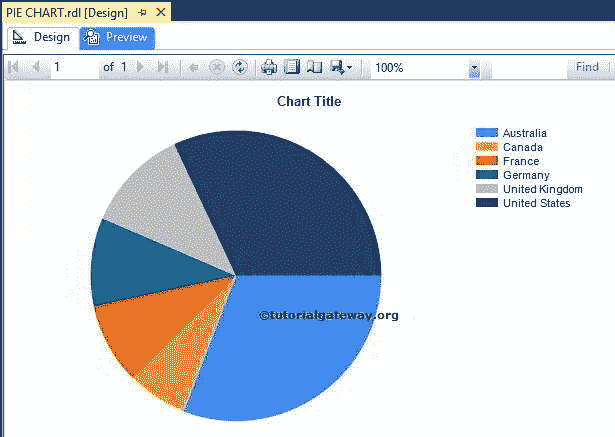 PIE CHART.rdl [Design]
Design Preview
1 of 1 100% Find
Chart Title
Australia
Canada
France
Germany
United Kingdom
United States
©tutorialgateway.org